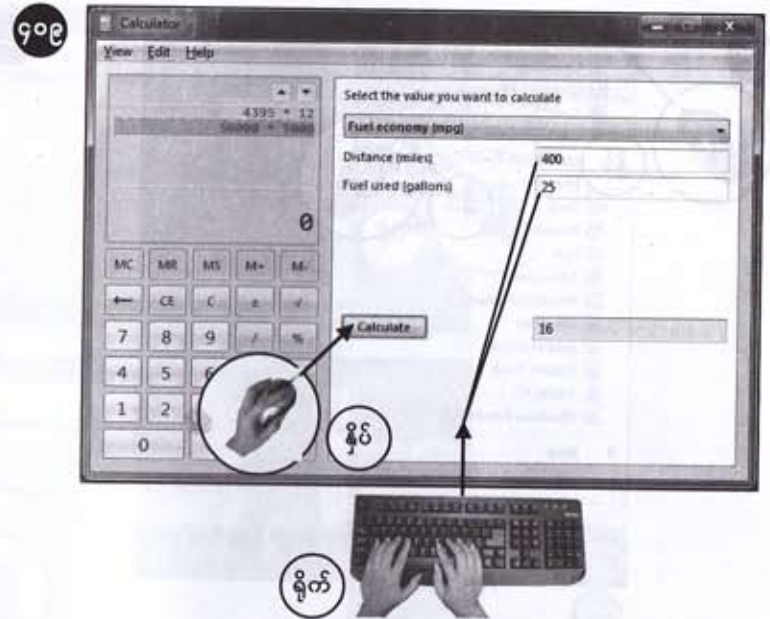 ၄၀၉
Calculator
View Edit Help
4395 * 12
50000 * 5000
0
Select the value you want to calculate
Fuel economy (mpg)
Distance (miles) 400
Fuel used (gallons) 25
MC MR MS M+ M-
← CE C ± √
7 8 9 / %
4 5 6
1 2
0
Calculate 16
နှိပ်
ရိုက်